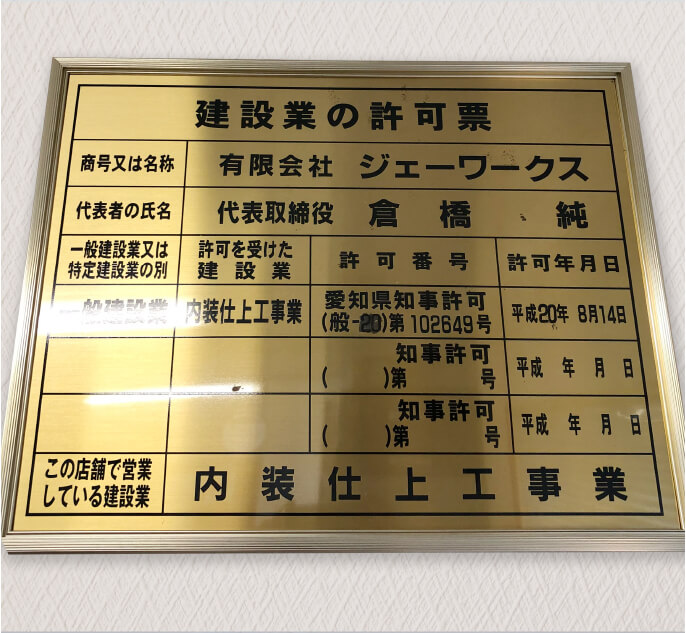 建設業の許可票
商号又は名称 有限会社 ジェーワークス
代表者の氏名 代表取締役 倉橋 純
一般建設業又は
特定建設業の別
許可を受けた
建設業
許可番号
許可年月日
一般建設業
内装仕上工事業
愛知県知事許可
(般-20)第102649号
平成20年 8月14日
知事許可
( )第 号
平成 年 月 日
知事許可
( )第 号
平成 年 月 日
この店舗で営業
している建設業
内装仕上工事業